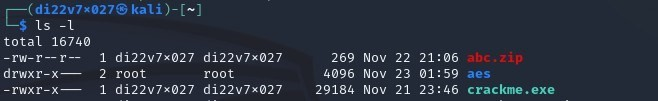 ┌──(di22v7×027㉿kali)-[~]
└─$ ls -l
total 16740
-rw-r--r-- 1 di22v7×027 di22v7×027 269 Nov 22 21:06 abc.zip
drwxr-x--- 2 root root 4096 Nov 23 01:59 aes
-rwxr-x--- 1 di22v7×027 di22v7×027 29184 Nov 21 23:46 crackme.exe